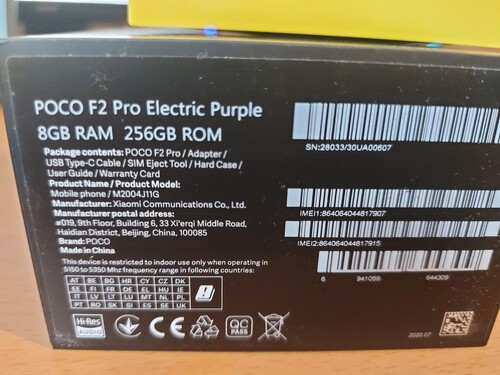 POCO F2 Pro Electric Purple
8GB RAM 256GB ROM
Package contents: POCO F2 Pro / Adapter /
USB Type-C Cable / SIM Eject Tool / Hard Case /
User Guide / Warranty Card
Product Name / Product Model:
Mobile phone / M2004J11G
Manufacturer: Xiaomi Communications Co., Ltd.
Manufacturer postal address:
#019, 9th Floor, Building 6, 33 Xi'erqi Middle Road,
Haidian District, Beijing, China, 100085
Brand: POCO
Made in China
This device is restricted to indoor use only when operating in
5150 to 5350 Mhz frequency range in following countries:
AT BE BG HR CY CZ DK
EE FI FR DE EL HU IE
IT LV LT LU MT NL PL
PT RO SK SI ES SE UK
Hi-Res
AUDIO
CE
QC
PASS
SN:28033/30UA00607
IMEI1:864064044817907
IMEI2:864064044817915
6 941059 644309
2020.07